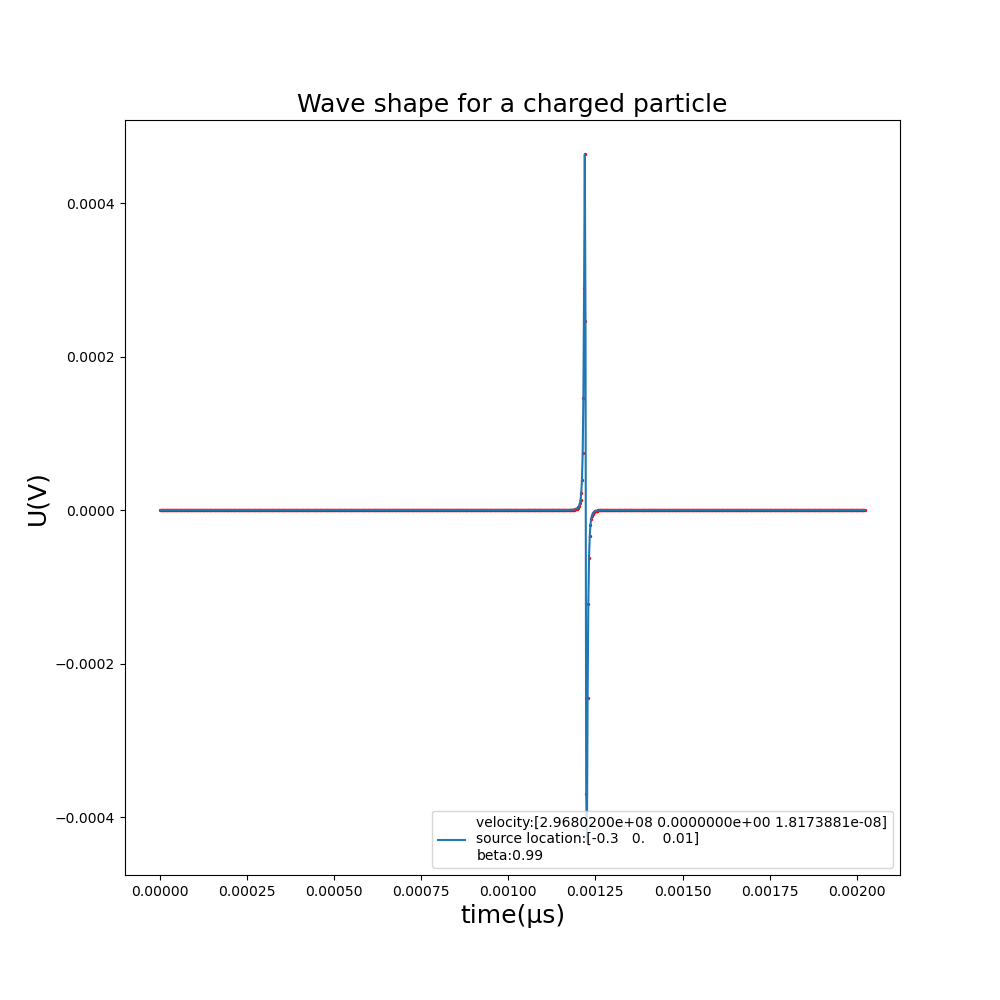 Wave shape for a charged particle
U(V)
0.0004
0.0002
0.0000
−0.0002
−0.0004
velocity:[2.9680200e+08 0.0000000e+00 1.8173881e-08]
source location:[-0.3   0.    0.01]
beta:0.99
0.00000 0.00025 0.00050 0.00075 0.00100 0.00125 0.00150 0.00175 0.00200
time(μs)